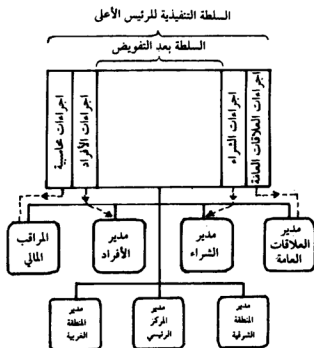 السلطة التنفيذية للرئيس الأعلى
السلطة بعد التفويض
اجراءات العلاقات العامة
اجراءات الشراء
اجراءات الأفراد
اجراءات محاسبية
مدير
العلاقات
العامة
مدير
الشراء
مدير
الأفراد
المراقب
المالي
مدير
المنطقة
الشرقية
مدير
المركز
الرئيسي
مدير
المنطقة
الغربية